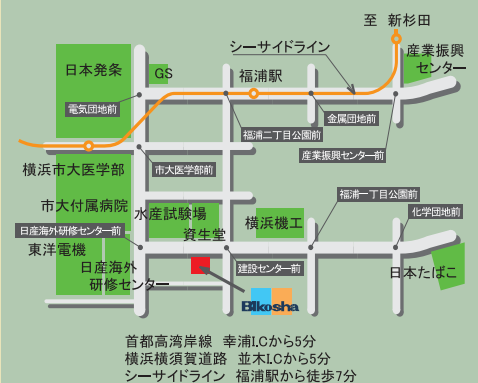 至 新杉田
シーサイドライン
産業振興
センター
日本発条
GS
福浦駅
電気団地前
福浦二丁目公園前
金属団地前
産業振興センター前
横浜市大医学部
市大医学部前
市大付属病院
水産試験場
福浦一丁目公園前
横浜機工
化学団地前
日産海外研修センター前
資生堂
東洋電機
日産海外
研修センター
建設センター前
日本たばこ
Bikosha
首都高湾岸線 幸浦I.Cから5分
横浜横須賀道路 並木I.Cから5分
シーサイドライン 福浦駅から徒歩7分